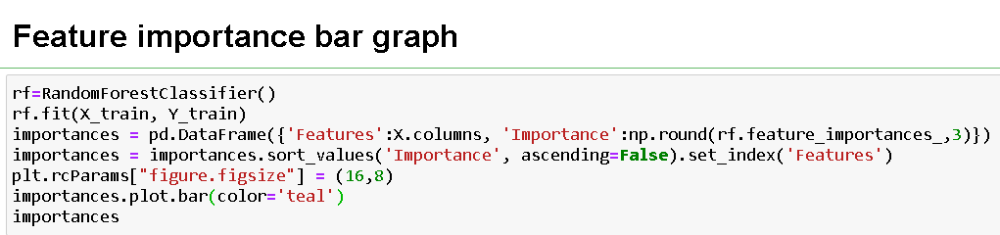 Feature importance bar graph
rf=RandomForestClassifier()
rf.fit(X_train, Y_train)
importances = pd.DataFrame({'Features':X.columns, 'Importance':np.round(rf.feature_importances_,3)})
importances = importances.sort_values('Importance', ascending=False).set_index('Features')
plt.rcParams["figure.figsize"] = (16,8)
importances.plot.bar(color='teal')
importances